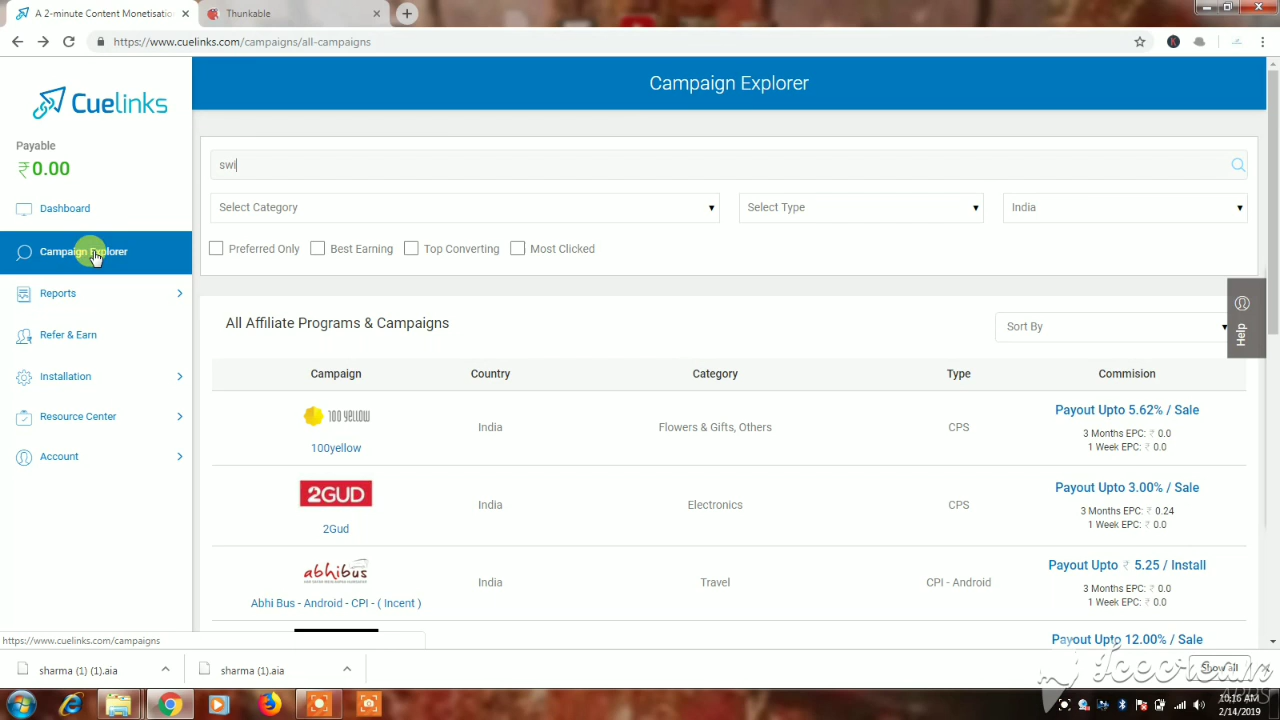 A 2-minute Content Monetisation
Thunkable
https://www.cuelinks.com/campaigns/all-campaigns
Cuelinks
Payable
₹0.00
Dashboard
Campaign Explorer
Reports
Refer & Earn
Installation
Resource Center
Account
Campaign Explorer
swi
Select Category
Select Type
India
Preferred Only
Best Earning
Top Converting
Most Clicked
All Affiliate Programs & Campaigns
Sort By
Help
Campaign Country Category Type Commision
100 YELLOW
100yellow
India
Flowers & Gifts, Others
CPS
Payout Upto 5.62% / Sale
3 Months EPC: ₹ 0.0
1 Week EPC: ₹ 0.0
2GUD
2Gud
India
Electronics
CPS
Payout Upto 3.00% / Sale
3 Months EPC: ₹ 0.24
1 Week EPC: ₹ 0.0
abhibus
Abhi Bus - Android - CPI - ( Incent )
India
Travel
CPI - Android
Payout Upto ₹ 5.25 / Install
3 Months EPC: ₹ 0.0
1 Week EPC: ₹ 0.0
Payout Upto 12.00% / Sale
https://www.cuelinks.com/campaigns
sharma (1) (1).aia
sharma (1).aia
Show all
Icecream
APPS
10:16 AM
2/14/2019